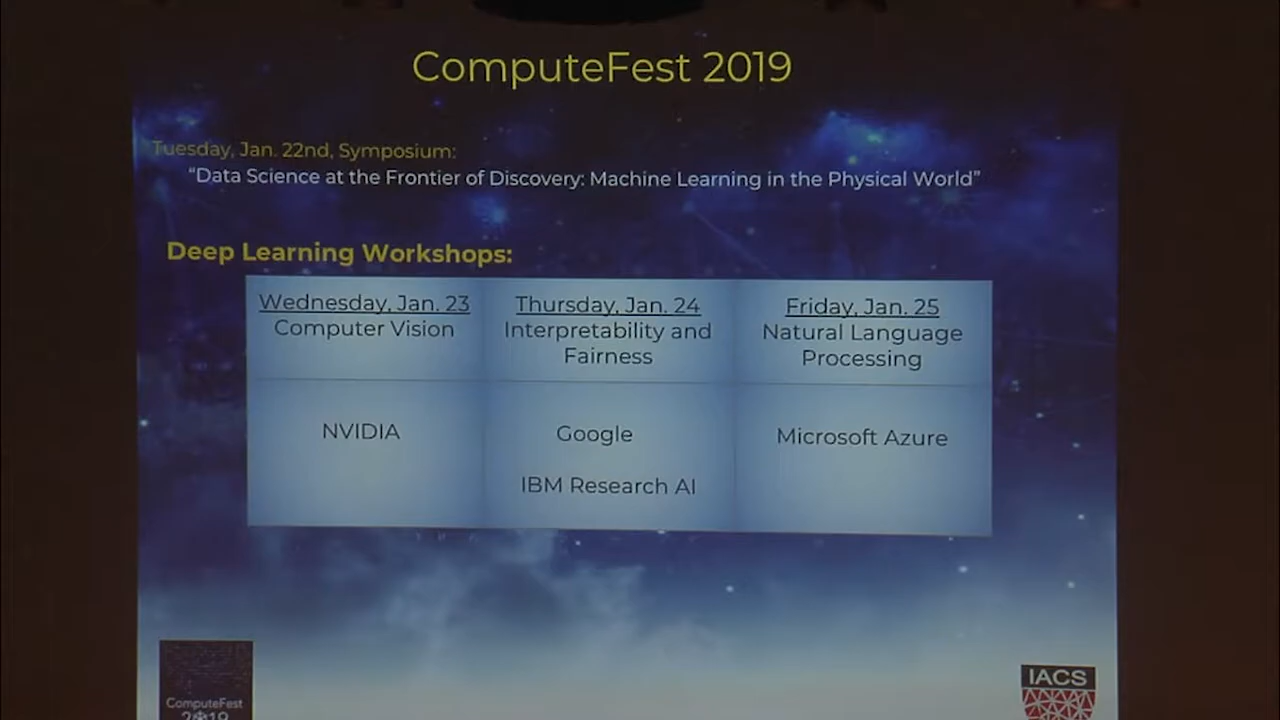 ComputeFest 2019
Tuesday, Jan. 22nd, Symposium:
“Data Science at the Frontier of Discovery: Machine Learning in the Physical World”
Deep Learning Workshops:
Wednesday, Jan. 23
Computer Vision
Thursday, Jan. 24
Interpretability and
Fairness
Friday, Jan. 25
Natural Language
Processing
NVIDIA
Google
IBM Research AI
Microsoft Azure
ComputeFest
2019
IACS